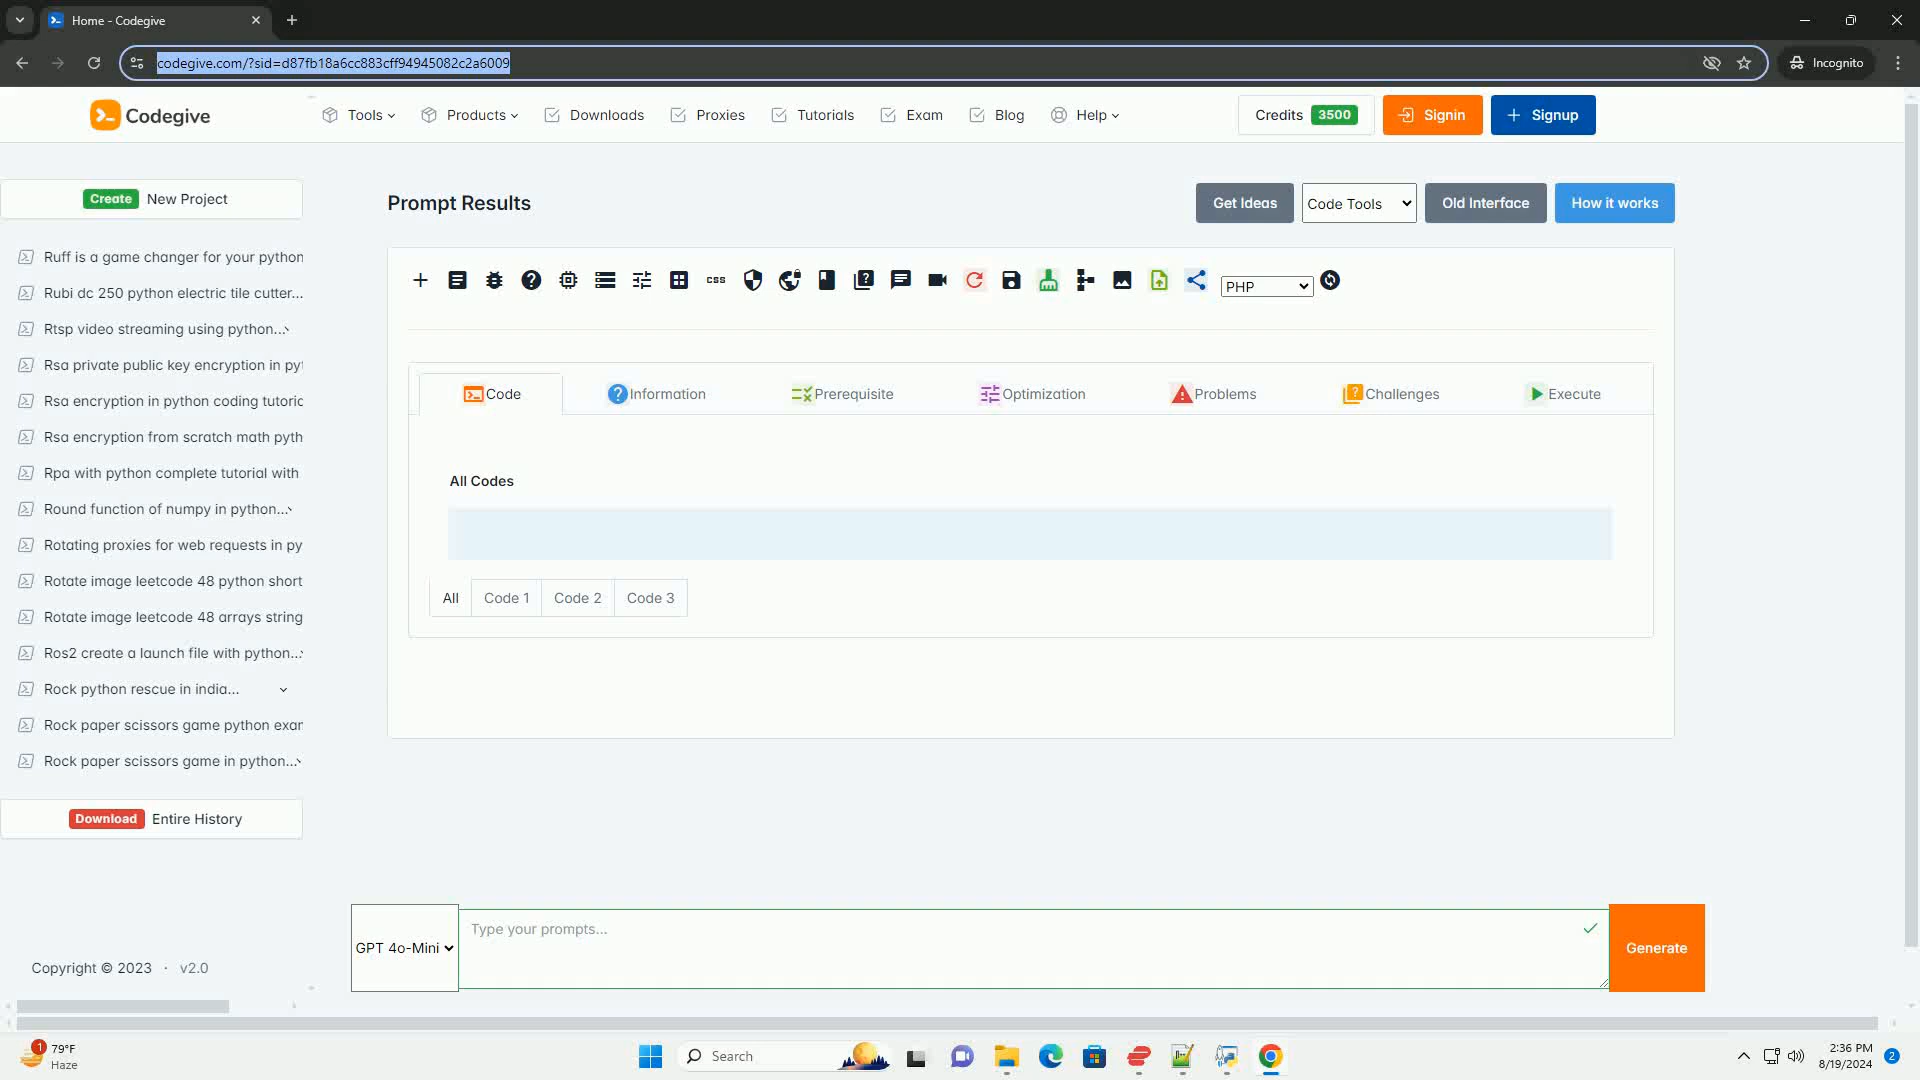 Home - Codegive
codegive.com/?sid=d87fb18a6cc883cff94945082c2a6009
Incognito
Codegive
Tools
Products
Downloads
Proxies
Tutorials
Exam
Blog
Help
Credits 3500
Signin
Signup
Create New Project
Ruff is a game changer for your python
Rubi dc 250 python electric tile cutter...
Rtsp video streaming using python...
Rsa private public key encryption in pyt
Rsa encryption in python coding tutoric
Rsa encryption from scratch math pyth
Rpa with python complete tutorial with
Round function of numpy in python...
Rotating proxies for web requests in py
Rotate image leetcode 48 python short
Rotate image leetcode 48 arrays string
Ros2 create a launch file with python...
Rock python rescue in india...
Rock paper scissors game python exar
Rock paper scissors game in python...
Download Entire History
Copyright © 2023 · v2.0
Prompt Results
Get Ideas
Code Tools
Old Interface
How it works
css
PHP
Code
Information
Prerequisite
Optimization
Problems
Challenges
Execute
All Codes
All
Code 1
Code 2
Code 3
GPT 4o-Mini
Type your prompts...
Generate
1
79°F
Haze
Search
2:36 PM
8/19/2024
2